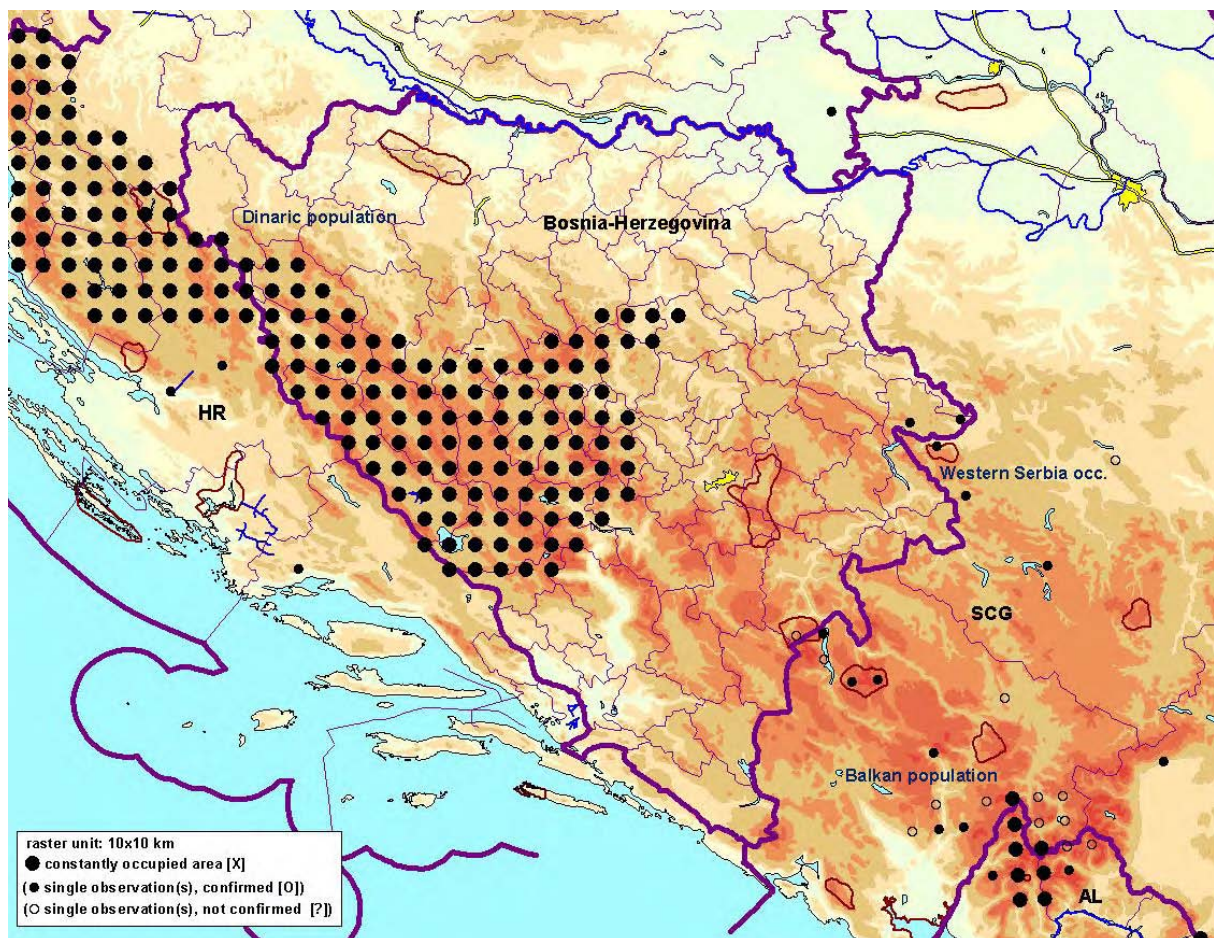 Dinaric population
Bosnia-Herzegovina
HR
Western Serbia occ.
SCG
Balkan population
AL
raster unit: 10x10 km
constantly occupied area [X]
(● single observation(s), confirmed [O])
(○ single observation(s), not confirmed [?])